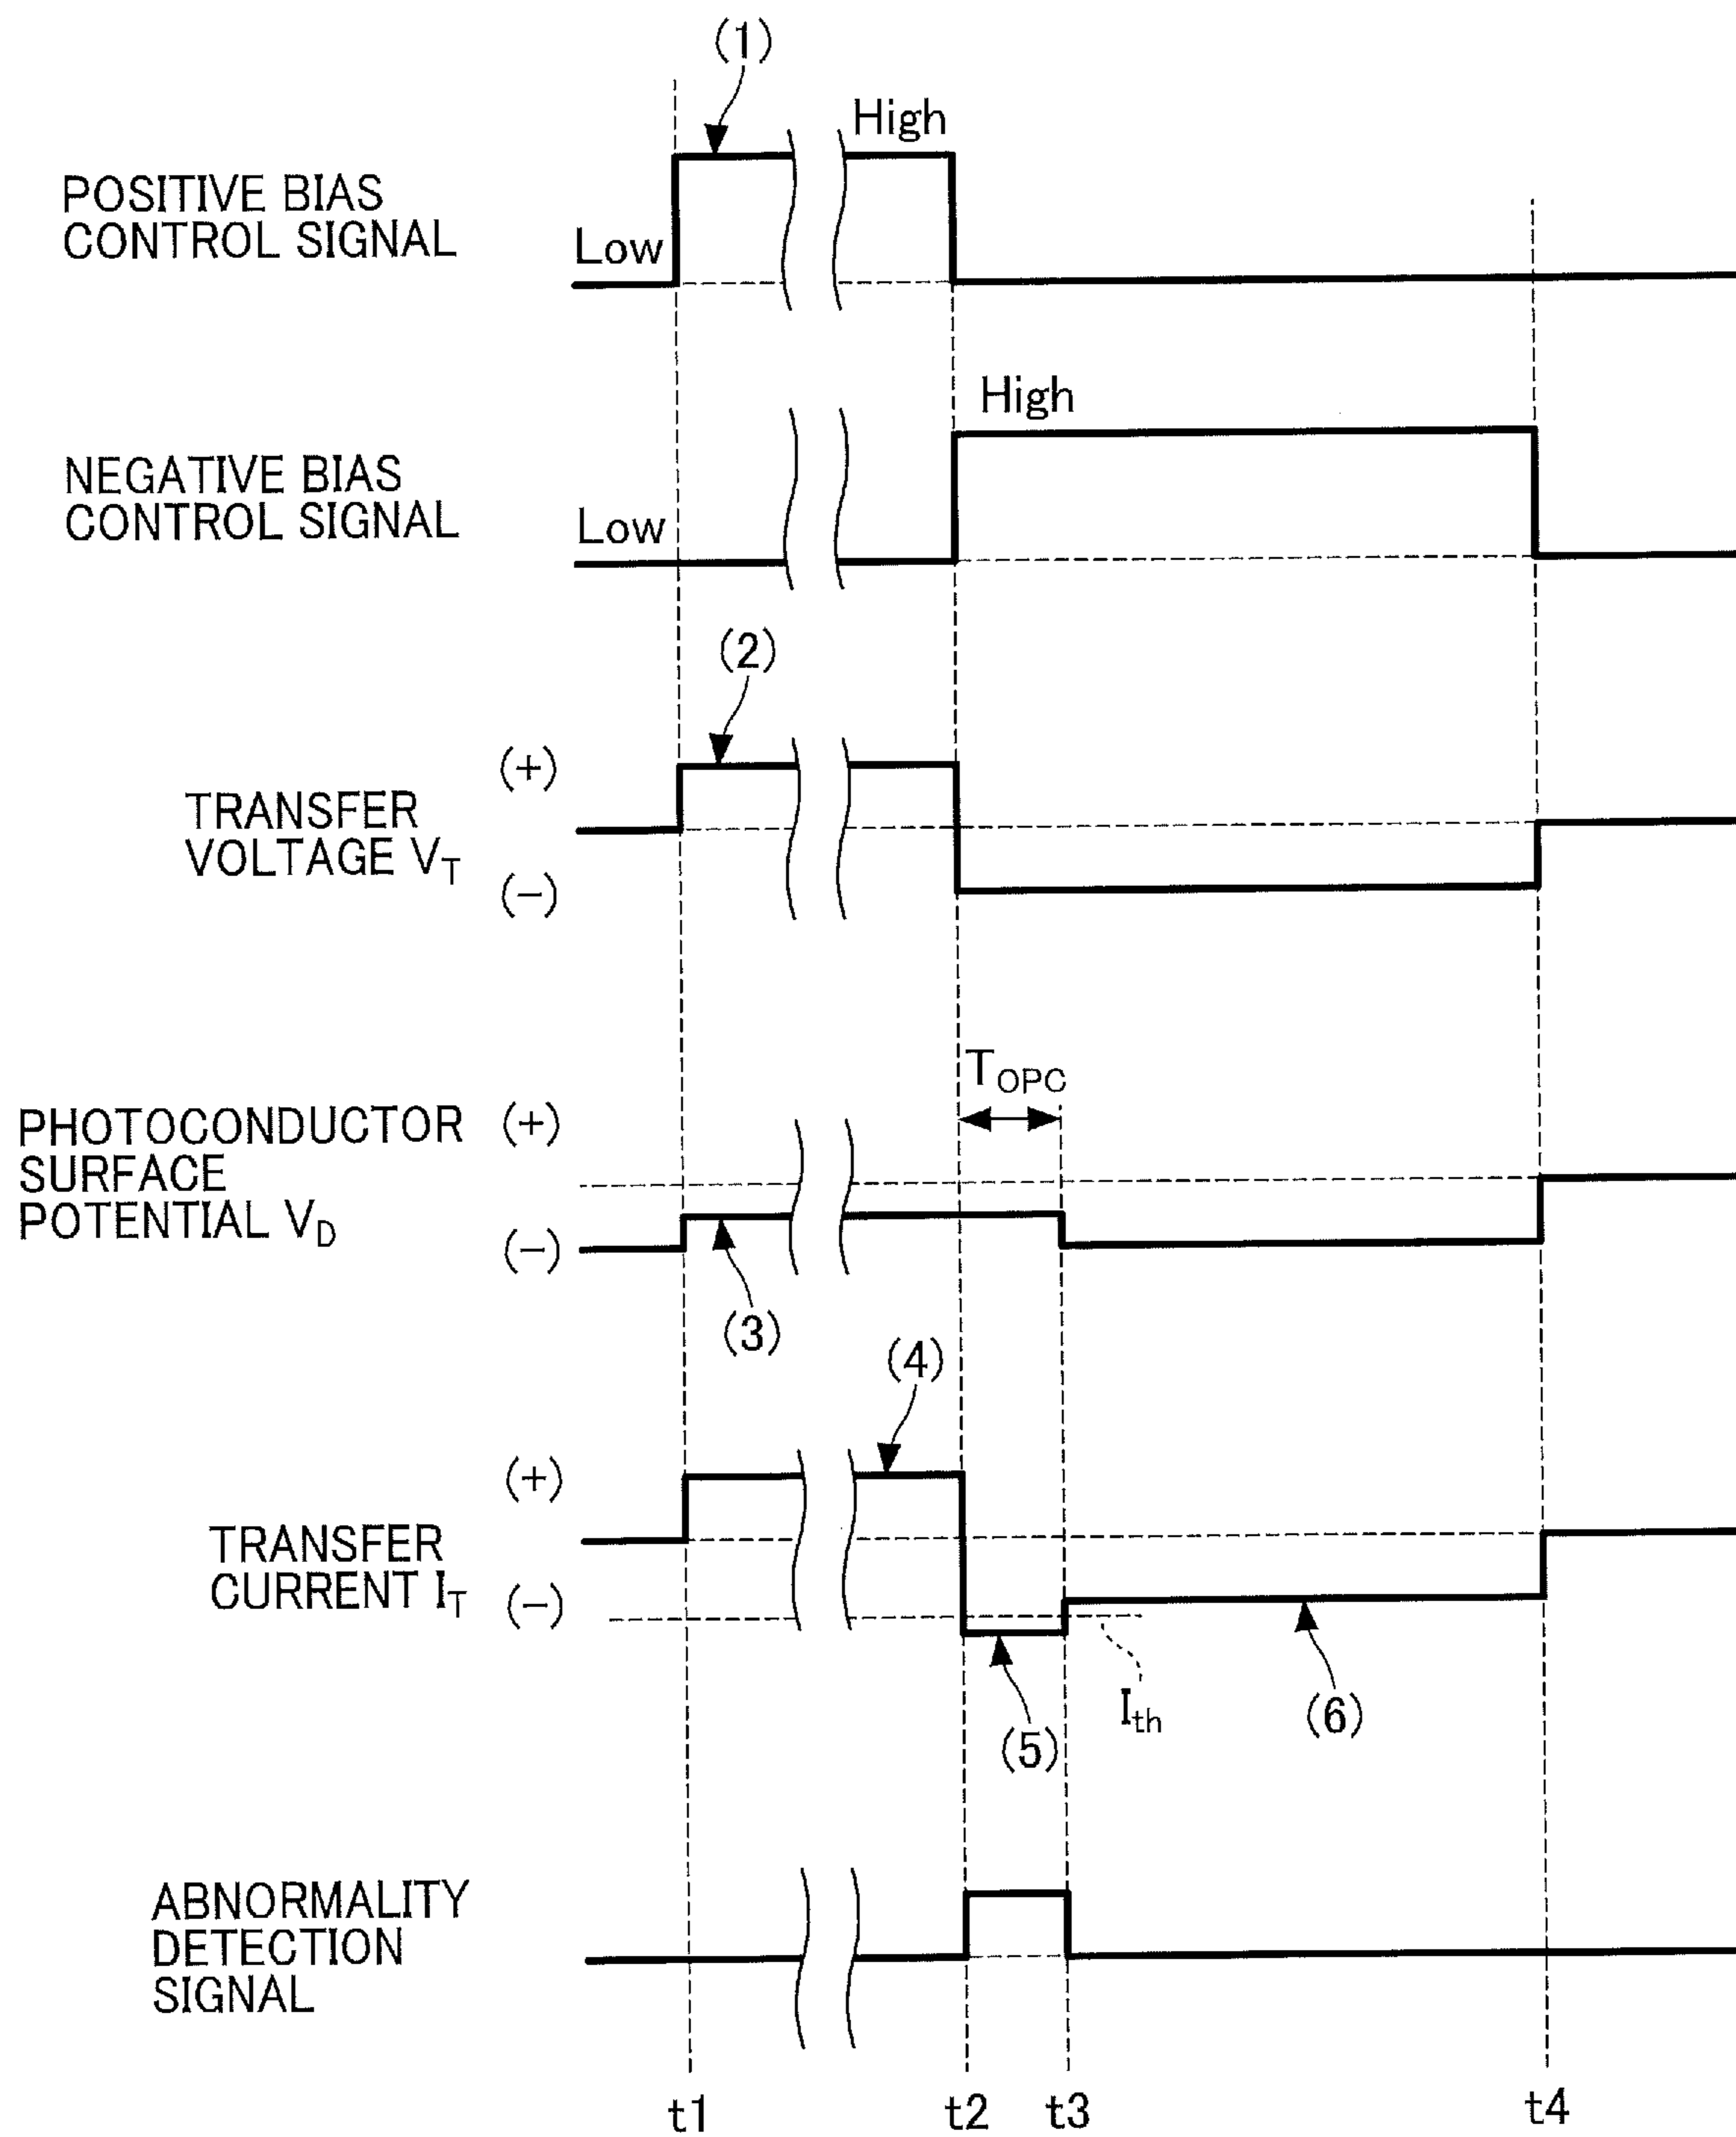 (1)
High
POSITIVE BIAS
CONTROL SIGNAL
Low
High
NEGATIVE BIAS
CONTROL SIGNAL
Low
(2)
(+)
TRANSFER
VOLTAGE VT
(-)
TOPC
PHOTOCONDUCTOR
(+)
SURFACE
POTENTIAL VD
(-)
(3)
(4)
(+)
TRANSFER
CURRENT IT
(-)
Ith
(5)
(6)
ABNORMALITY
DETECTION
SIGNAL
t1
t2
t3
t4